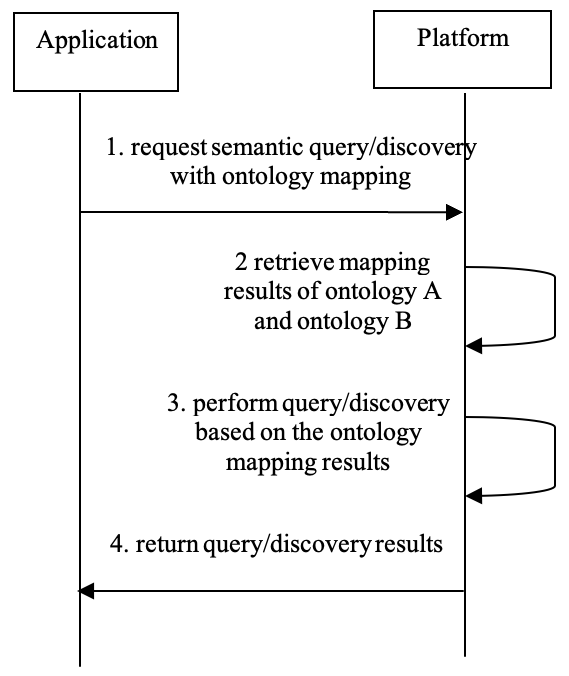 Application
Platform
1. request semantic query/discovery
with ontology mapping
2 retrieve mapping
results of ontology A
and ontology B
3. perform query/discovery
based on the ontology
mapping results
4. return query/discovery results